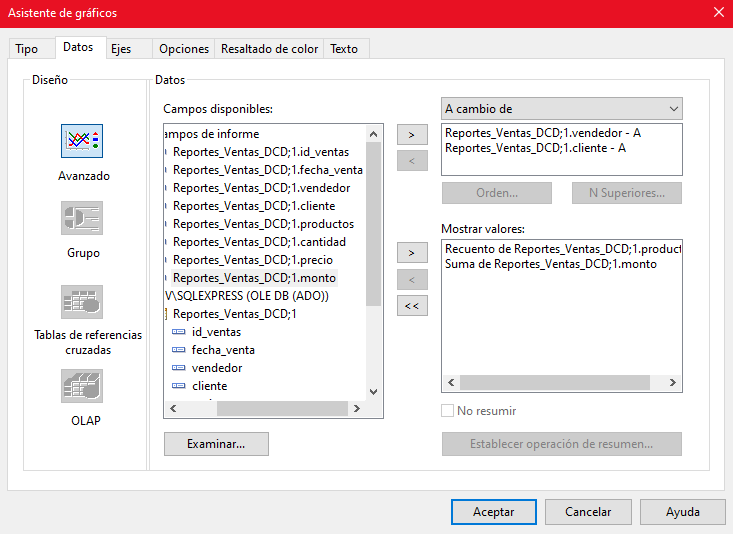 Asistente de gráficos
Tipo
Datos
Ejes
Opciones
Resaltado de color
Texto
Diseño
Avanzado
Grupo
Tablas de referencias
cruzadas
OLAP
Datos
Campos disponibles:
ampos de informe
Reportes_Ventas_DCD;1.id_ventas
Reportes_Ventas_DCD;1.fecha_venta
Reportes_Ventas_DCD;1.vendedor
Reportes_Ventas_DCD;1.cliente
Reportes_Ventas_DCD;1.productos
Reportes_Ventas_DCD;1.cantidad
Reportes_Ventas_DCD;1.precio
Reportes_Ventas_DCD;1.monto
V\SQLEXPRESS (OLE DB (ADO))
Reportes_Ventas_DCD;1
id_ventas
fecha_venta
vendedor
cliente
Examinar...
>
<
>
<
<<
A cambio de
Reportes_Ventas_DCD;1.vendedor - A
Reportes_Ventas_DCD;1.cliente - A
Orden...
N Superiores...
Mostrar valores:
Recuento de Reportes_Ventas_DCD;1.product
Suma de Reportes_Ventas_DCD;1.monto
No resumir
Establecer operación de resumen...
Aceptar
Cancelar
Ayuda